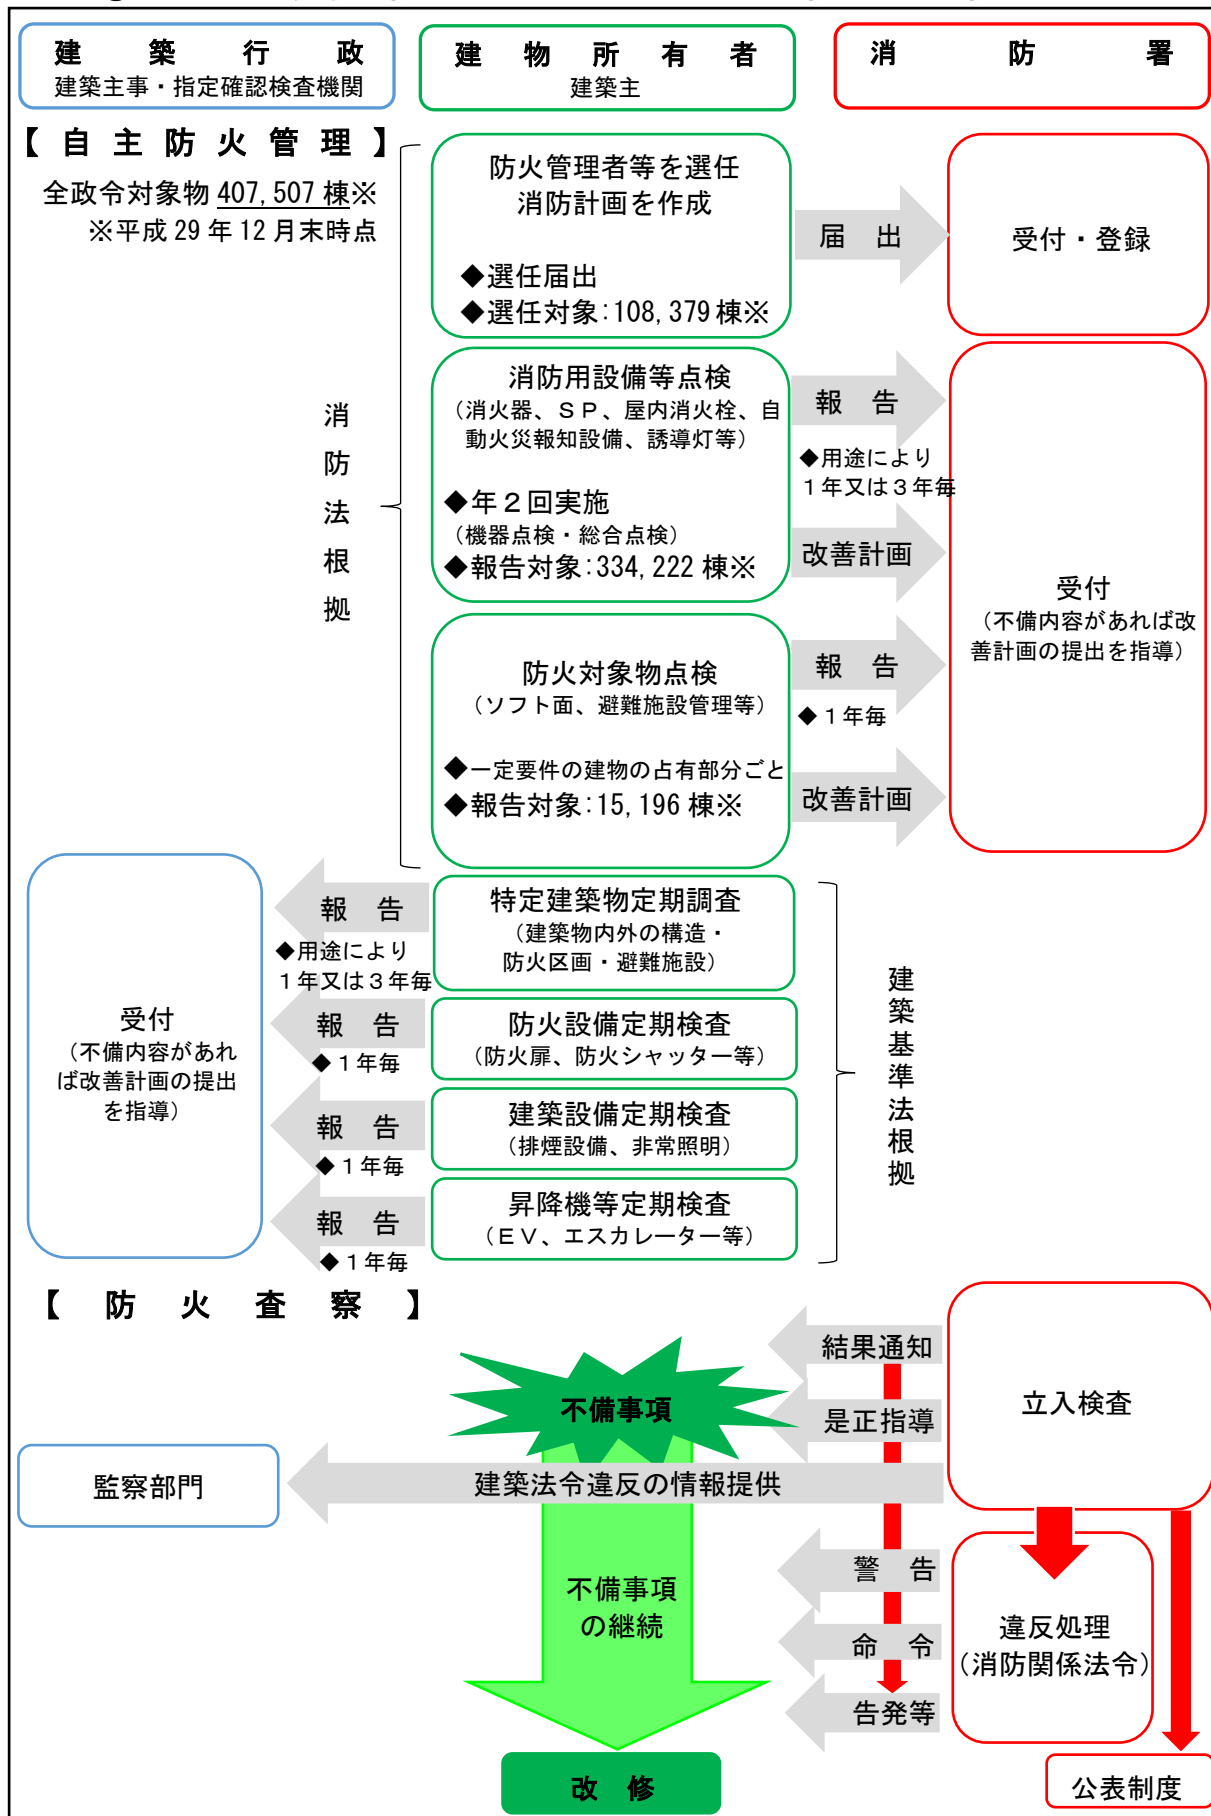 建築行政
建築主事・指定確認検査機関
建物所有者
建築主
消防署
【自主防火管理】
全政令対象物 407,507 棟※
※平成 29 年 12 月末時点
消防法根拠
防火管理者等を選任
消防計画を作成
◆選任届出
◆選任対象:108,379 棟※
届 出
受付・登録
消防用設備等点検
（消火器、ＳＰ、屋内消火栓、自
動火災報知設備、誘導灯等）
◆年２回実施
（機器点検・総合点検）
◆報告対象:334,222 棟※
報 告
◆用途により
１年又は３年毎
改善計画
受付
（不備内容があれば改
善計画の提出を指導）
防火対象物点検
（ソフト面、避難施設管理等）
◆一定要件の建物の占有部分ごと
◆報告対象:15,196 棟※
報 告
◆１年毎
改善計画
特定建築物定期調査
（建築物内外の構造・
防火区画・避難施設）
報 告
◆用途により
１年又は３年毎
受付
（不備内容があれ
ば改善計画の提出
を指導）
建築基準法根拠
防火設備定期検査
（防火扉、防火シャッター等）
報 告
◆１年毎
建築設備定期検査
（排煙設備、非常照明）
報 告
◆１年毎
昇降機等定期検査
（ＥＶ、エスカレーター等）
報 告
◆１年毎
【防火査察】
不備事項
結果通知
是正指導
立入検査
建築法令違反の情報提供
監察部門
不備事項
の継続
警 告
命 令
告発等
違反処理
（消防関係法令）
改 修
公表制度